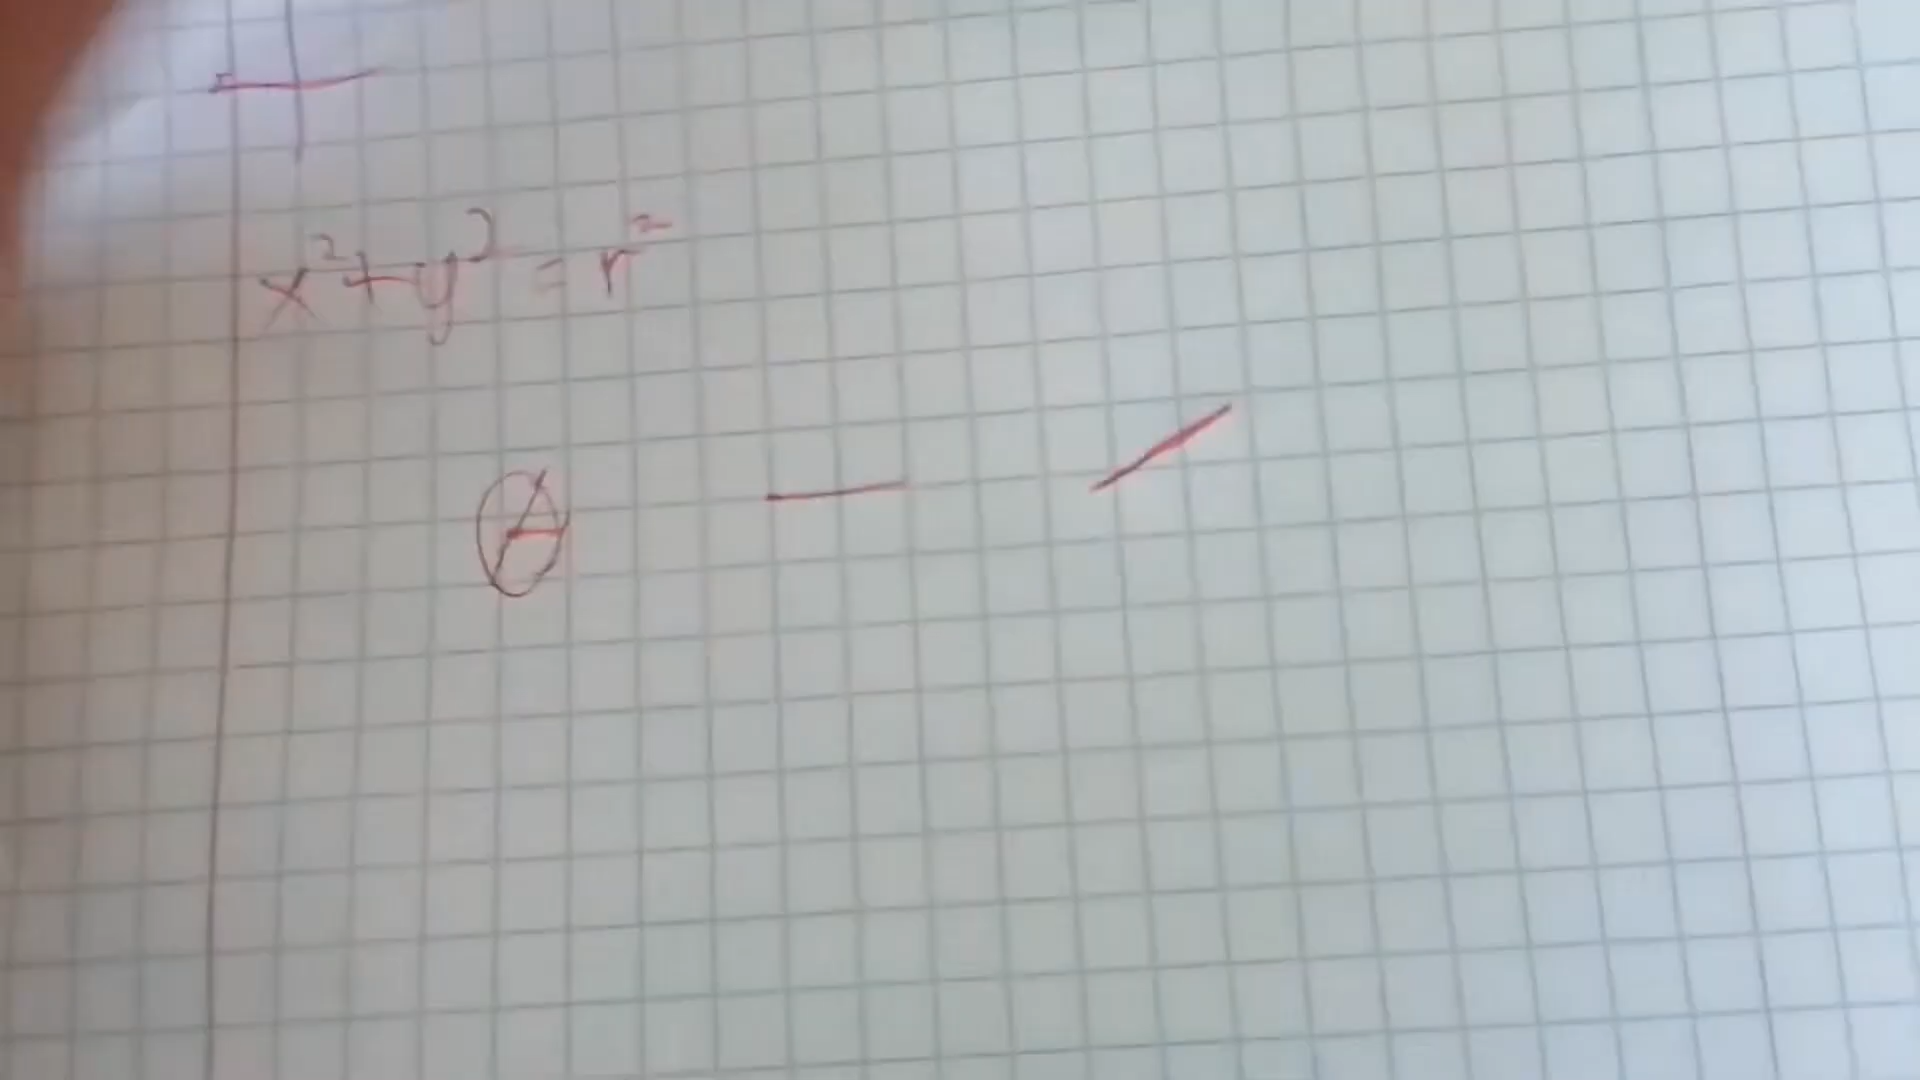 x²+y² = r²
A